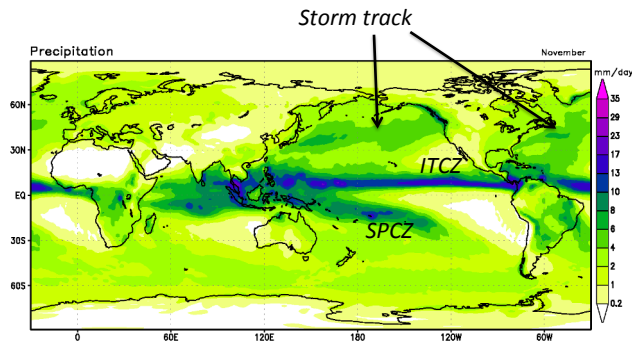 Storm track
Precipitation
November
mm/day
35
29
23
17
13
10
8
6
4
2
1
0.2
60N
30N
EQ
30S
60S
ITCZ
SPCZ
0
60E
120E
180
120W
60W